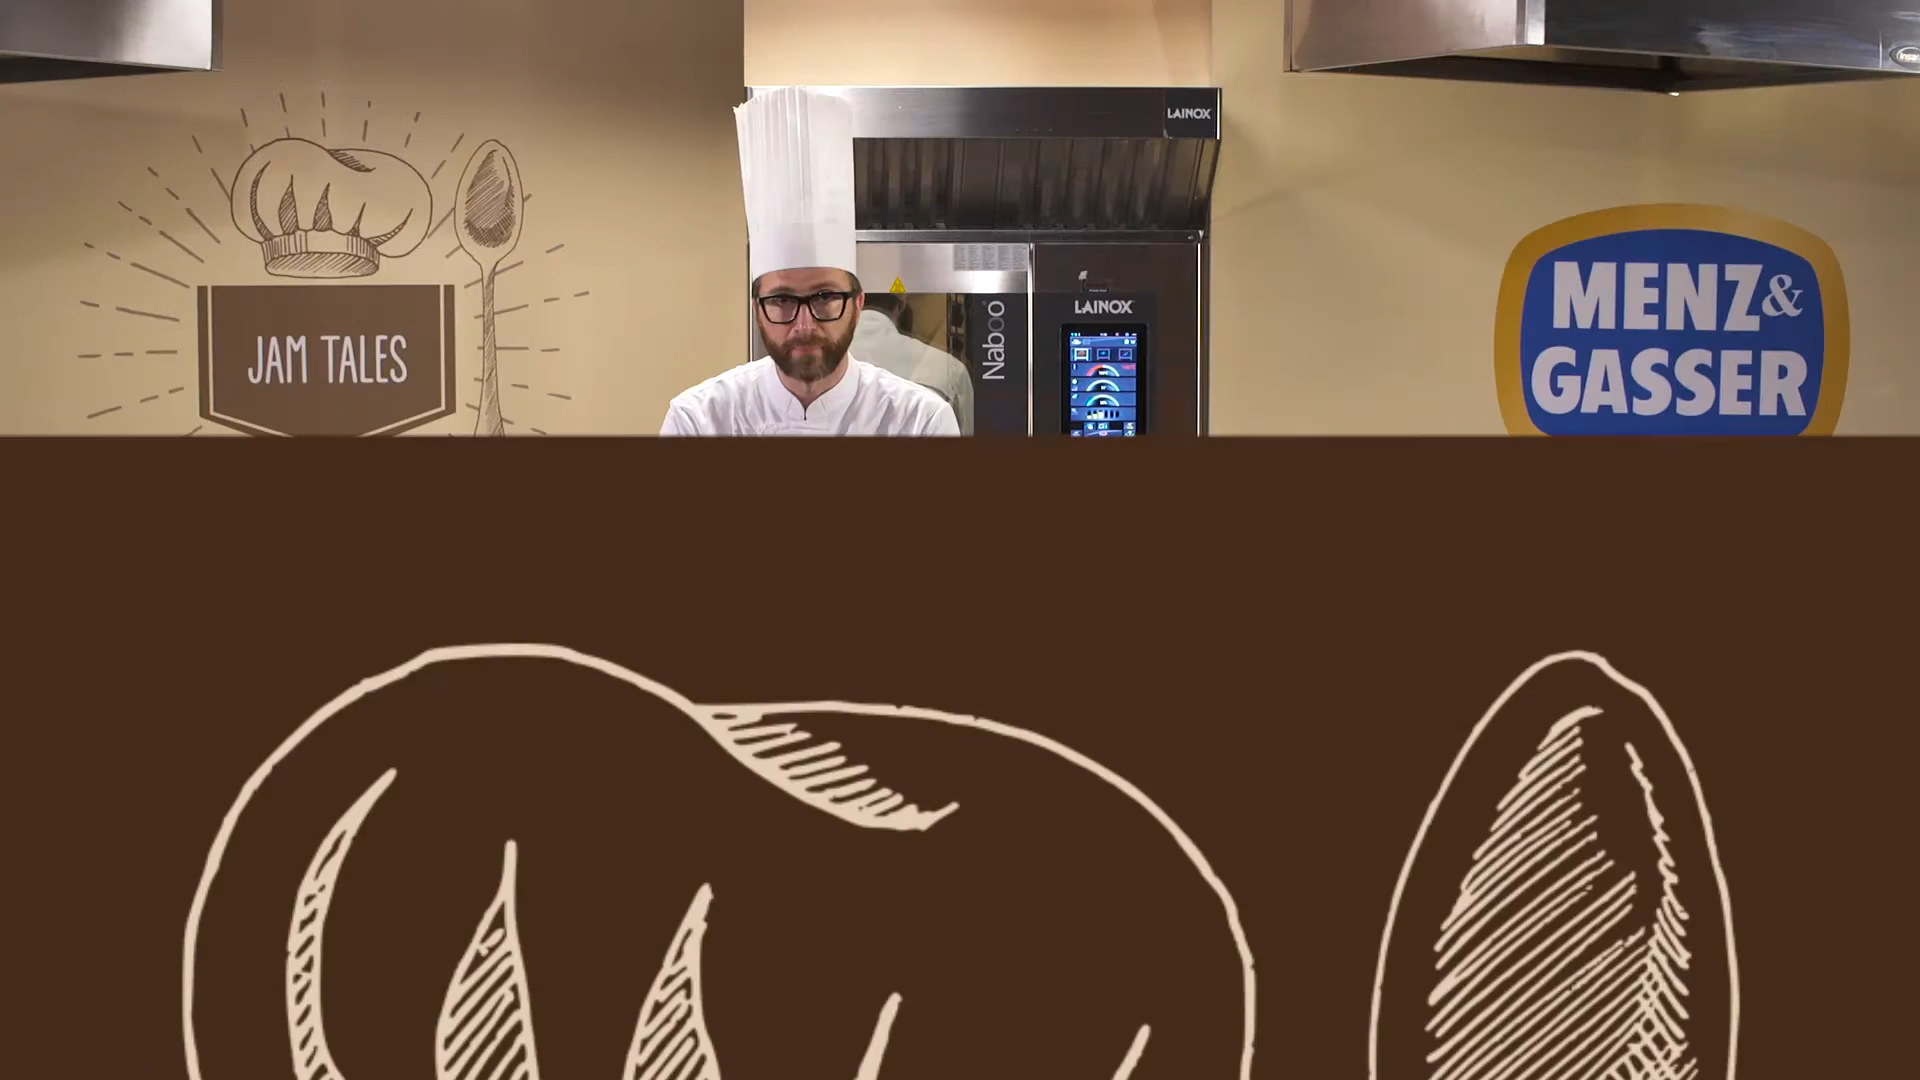 LAINOX
JAM TALES
Naboo
LAINOX
MENZ&
GASSER